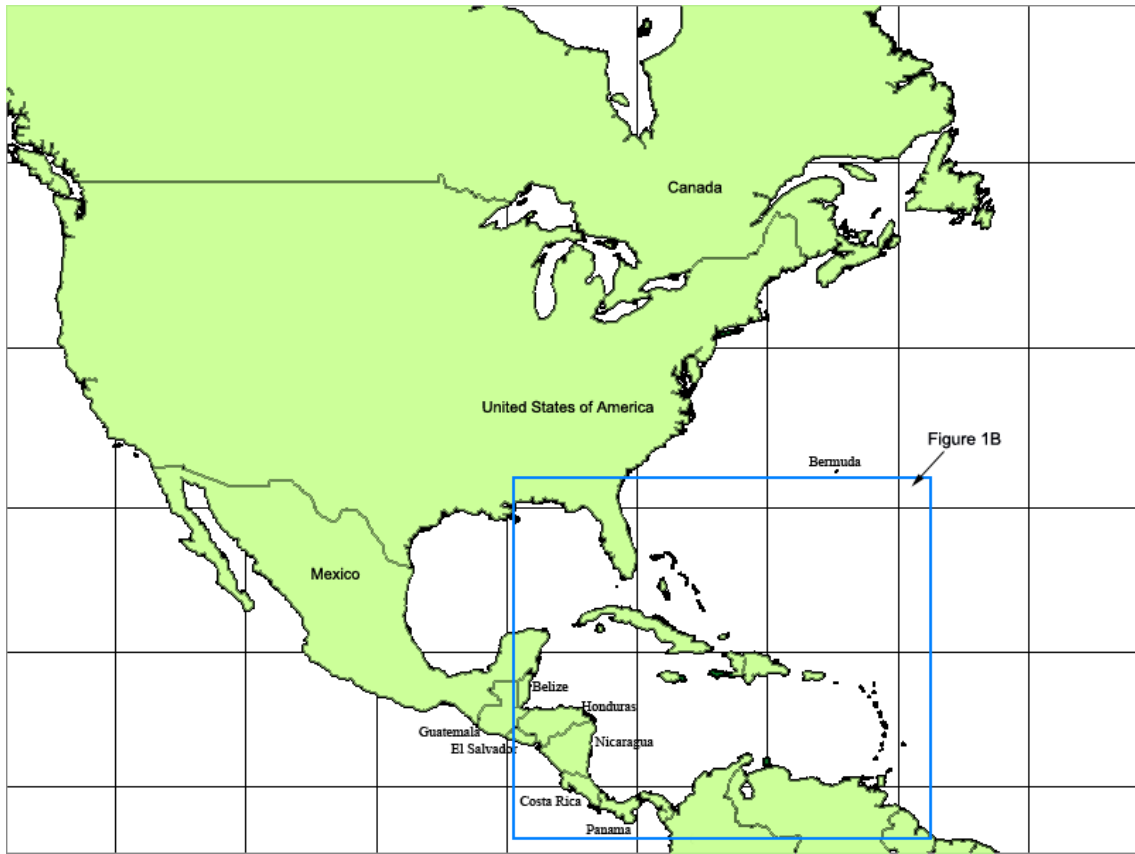 Canada
United States of America
Figure 1B
Bermuda
Mexico
Belize
Honduras
Guatemala
Nicaragua
El Salvador
Costa Rica
Panama